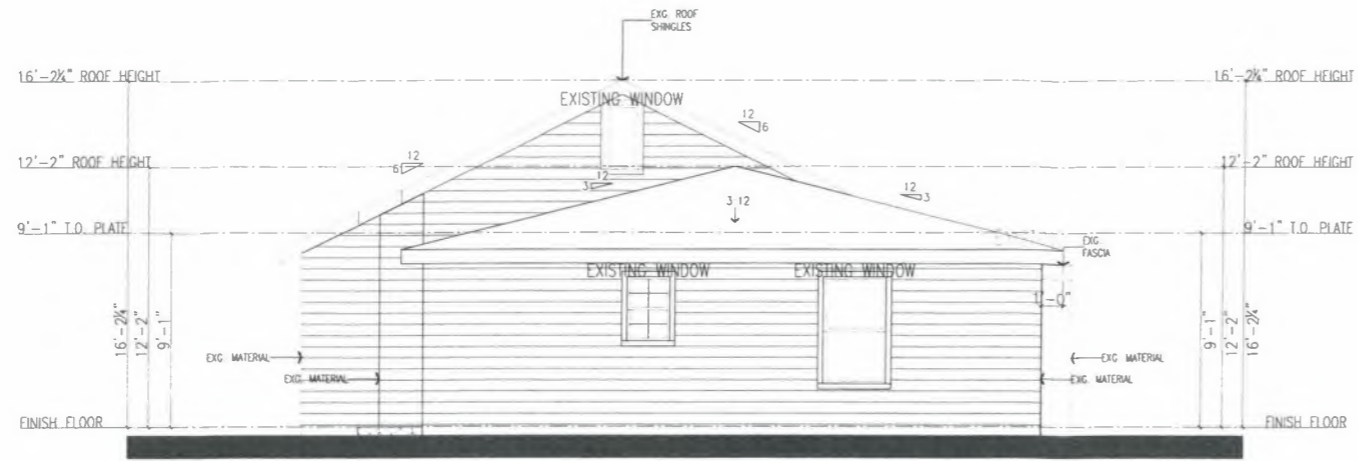 EXG. ROOF
SHINGLES
16'-2¼" ROOF HEIGHT
16'-2¼" ROOF HEIGHT
EXISTING WINDOW
12
6
12'-2" ROOF HEIGHT
12
6
12'-2" ROOF HEIGHT
12
3
12
3
3 12
9'-1" T.O. PLATE
9'-1" T.O. PLATE
EXG.
FASCIA
EXISTING WINDOW
EXISTING WINDOW
1'-0"
16'-2¼"
12'-2"
9'-1"
9'-1"
12'-2"
16'-2¼"
EXG. MATERIAL
EXG. MATERIAL
EXG. MATERIAL
EXG. MATERIAL
FINISH FLOOR
FINISH FLOOR